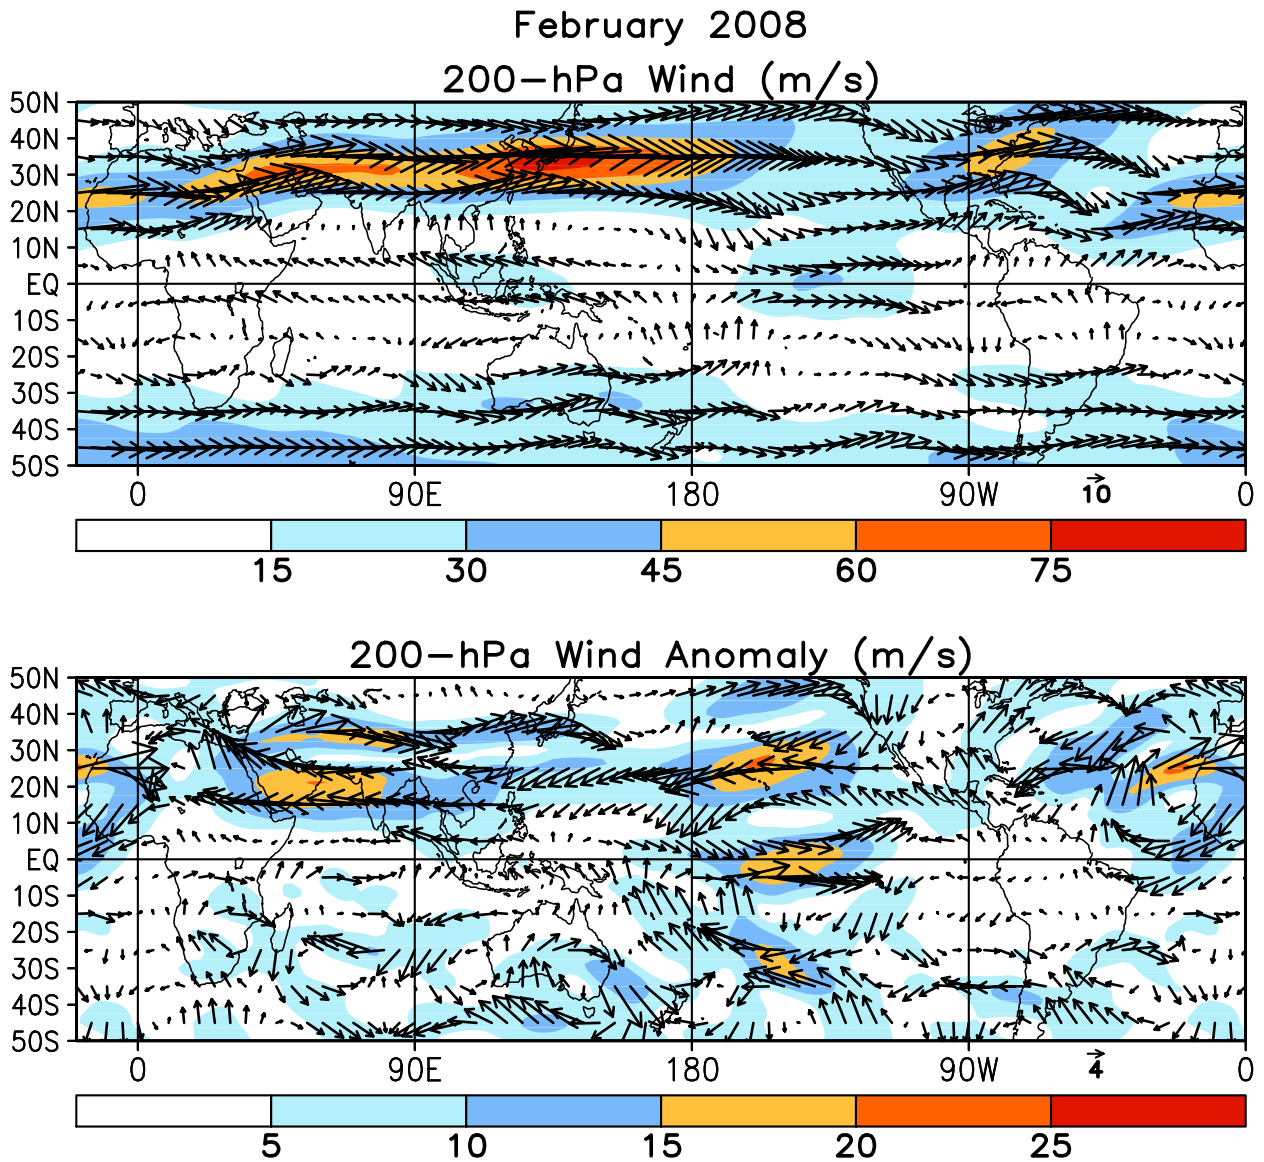 February 2008
200-hPa Wind (m/s)
50N
40N
30N
20N
10N
EQ
10S
20S
30S
40S
50S
0 90E 180 90W 10 0
15 30 45 60 75
200-hPa Wind Anomaly (m/s)
50N
40N
30N
20N
10N
EQ
10S
20S
30S
40S
50S
0 90E 180 90W 4 0
5 10 15 20 25